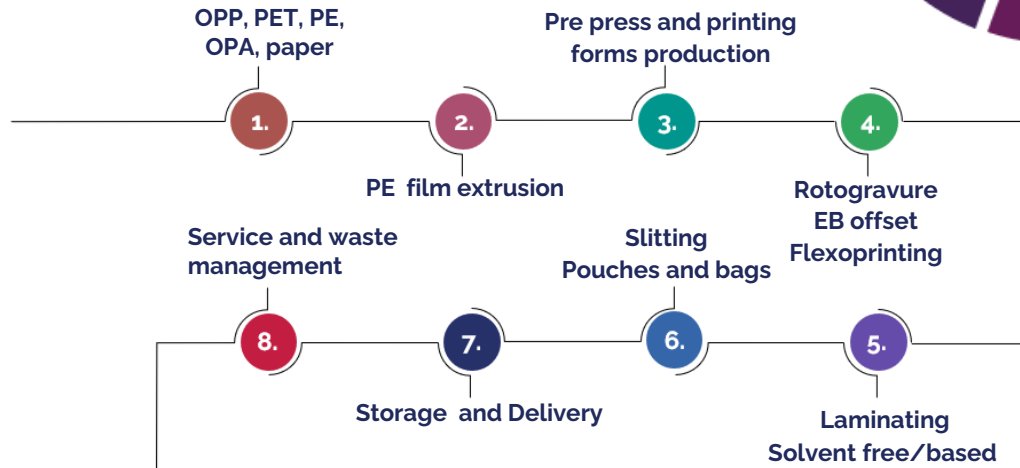 OPP, PET, PE,
OPA, paper
Pre press and printing
forms production
1.
2.
3.
4.
PE film extrusion
Rotogravure
EB offset
Flexoprinting
Service and waste
management
Slitting
Pouches and bags
8.
7.
6.
5.
Storage and Delivery
Laminating
Solvent free/based